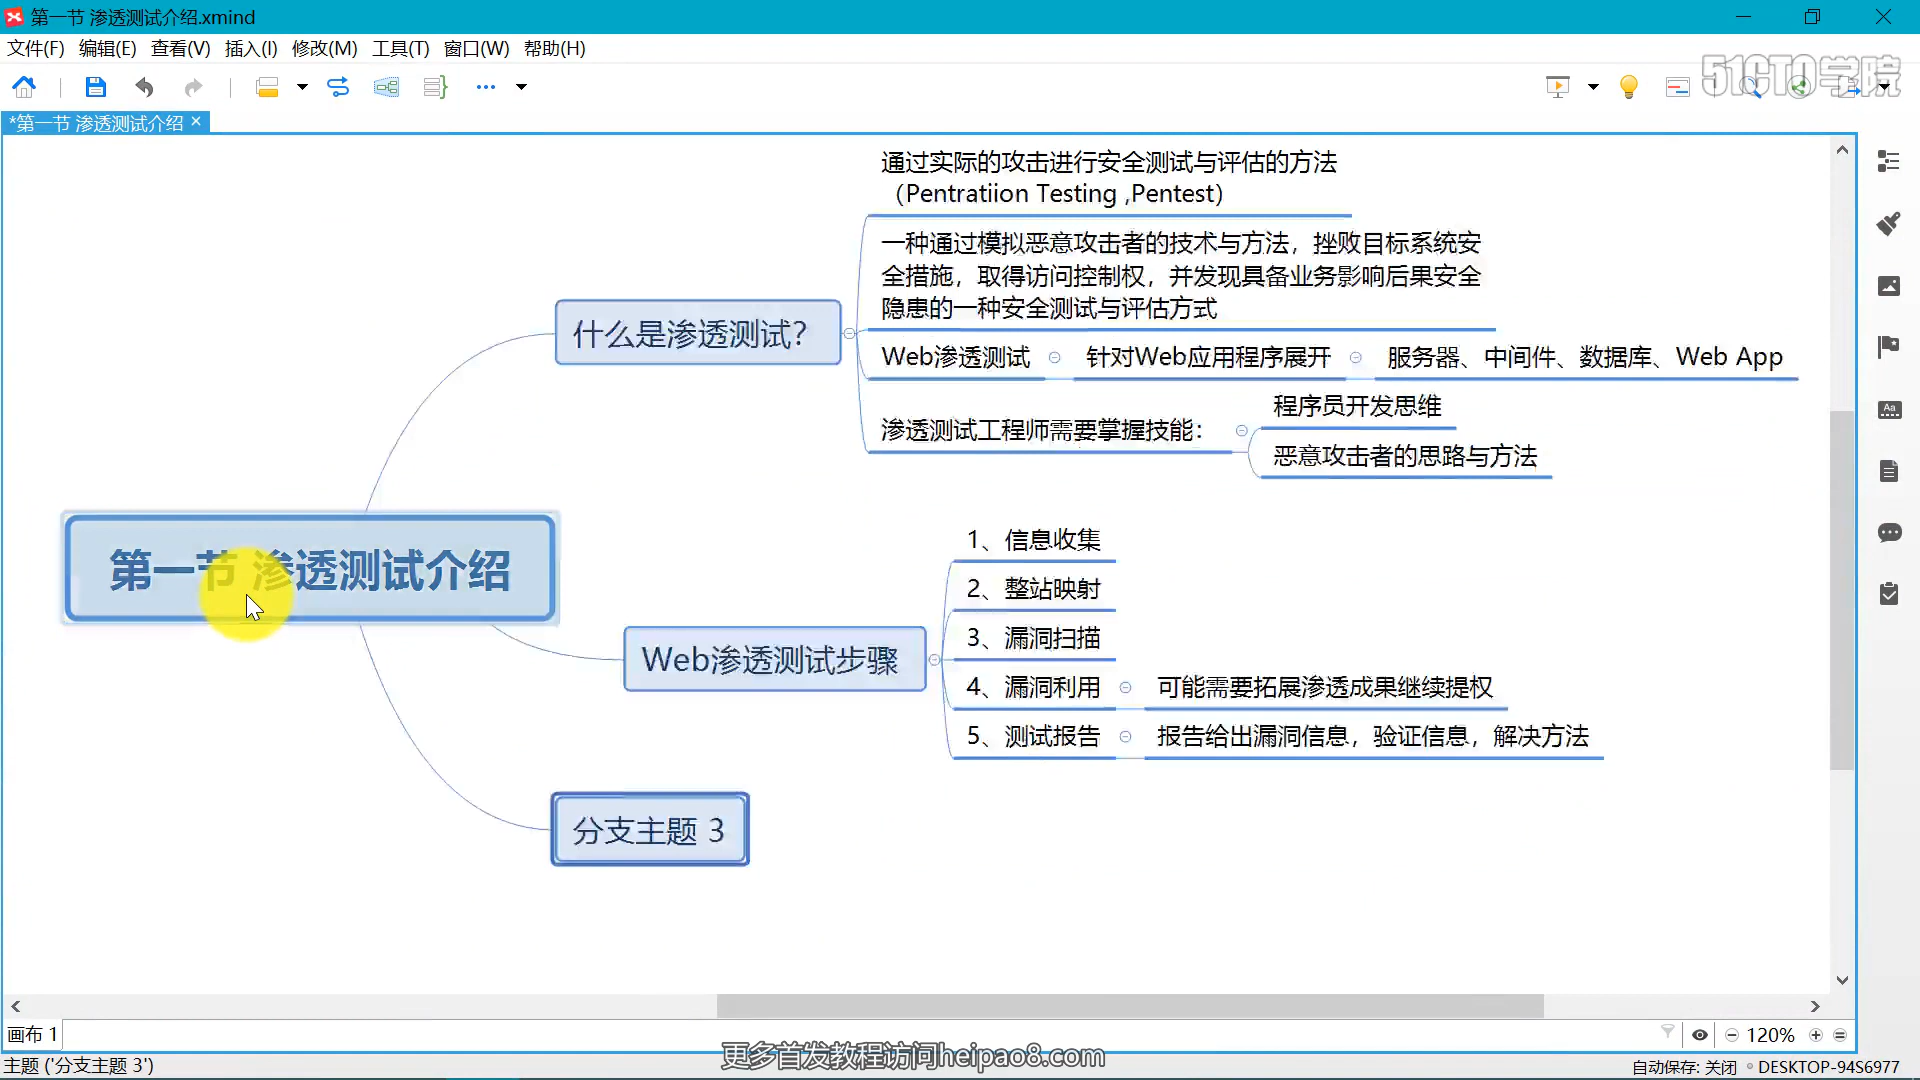 第一节 渗透测试介绍.xmind
文件(F) 编辑(E) 查看(V) 插入(I) 修改(M) 工具(T) 窗口(W) 帮助(H)
51CTO学院
*第一节 渗透测试介绍
通过实际的攻击进行安全测试与评估的方法
（Pentratiion Testing ,Pentest）
一种通过模拟恶意攻击者的技术与方法，挫败目标系统安
全措施，取得访问控制权，并发现具备业务影响后果安全
隐患的一种安全测试与评估方式
什么是渗透测试？
Web渗透测试 针对Web应用程序展开 服务器、中间件、数据库、Web App
渗透测试工程师需要掌握技能：
程序员开发思维
恶意攻击者的思路与方法
第一节 渗透测试介绍
Web渗透测试步骤
1、信息收集
2、整站映射
3、漏洞扫描
4、漏洞利用 可能需要拓展渗透成果继续提权
5、测试报告 报告给出漏洞信息，验证信息，解决方法
分支主题 3
画布 1
120%
更多首发教程访问heipao8.com
主题 ('分支主题 3')
自动保存: 关闭 DESKTOP-94S6977